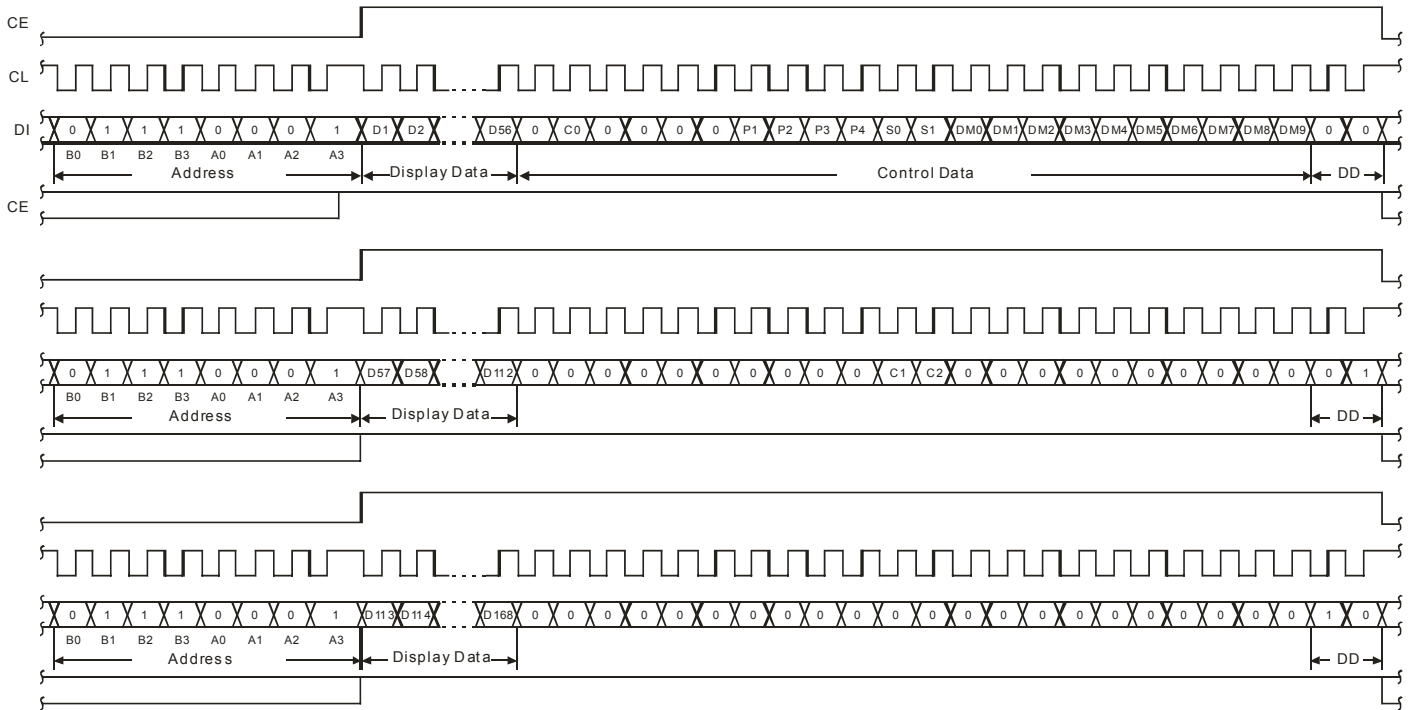 CE
CL
DI 0 1 1 1 0 0 0 1 D1 D2 D56 0 C0 0 0 0 0 P1 P2 P3 P4 S0 S1 DM0 DM1 DM2 DM3 DM4 DM5 DM6 DM7 DM8 DM9 0 0
B0 B1 B2 B3 A0 A1 A2 A3
Address Display Data Control Data DD
CE
0 1 1 1 0 0 0 1 D57 D58 D112 0 0 0 0 0 0 0 0 0 0 C1 C2 0 0 0 0 0 0 0 0 0 0 0 1
B0 B1 B2 B3 A0 A1 A2 A3
Address Display Data DD
0 1 1 1 0 0 0 1 D113 D114 D168 0 0 0 0 0 0 0 0 0 0 0 0 0 0 0 0 0 0 0 0 0 0 1 0
B0 B1 B2 B3 A0 A1 A2 A3
Address Display Data DD